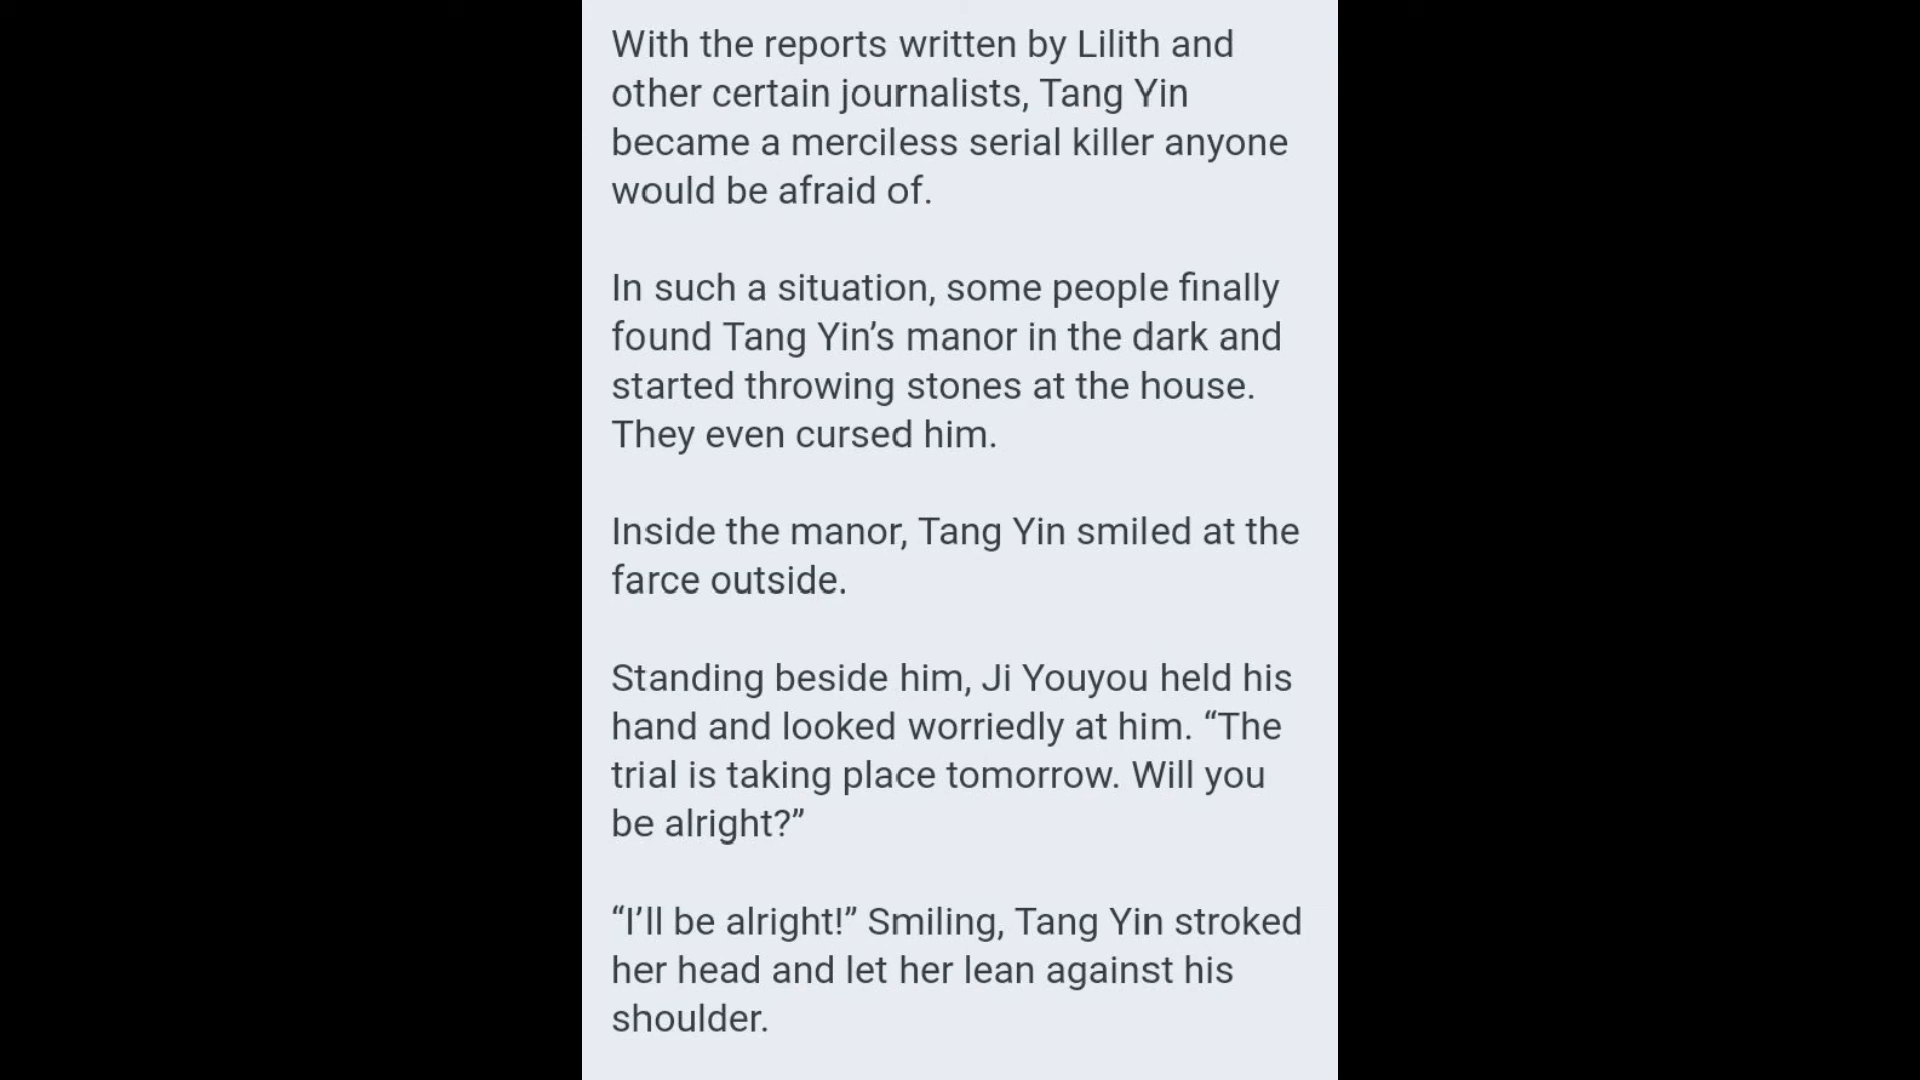 With the reports written by Lilith and
other certain journalists, Tang Yin
became a merciless serial killer anyone
would be afraid of.
In such a situation, some people finally
found Tang Yin’s manor in the dark and
started throwing stones at the house.
They even cursed him.
Inside the manor, Tang Yin smiled at the
farce outside.
Standing beside him, Ji Youyou held his
hand and looked worriedly at him. “The
trial is taking place tomorrow. Will you
be alright?”
“I’ll be alright!” Smiling, Tang Yin stroked
her head and let her lean against his
shoulder.